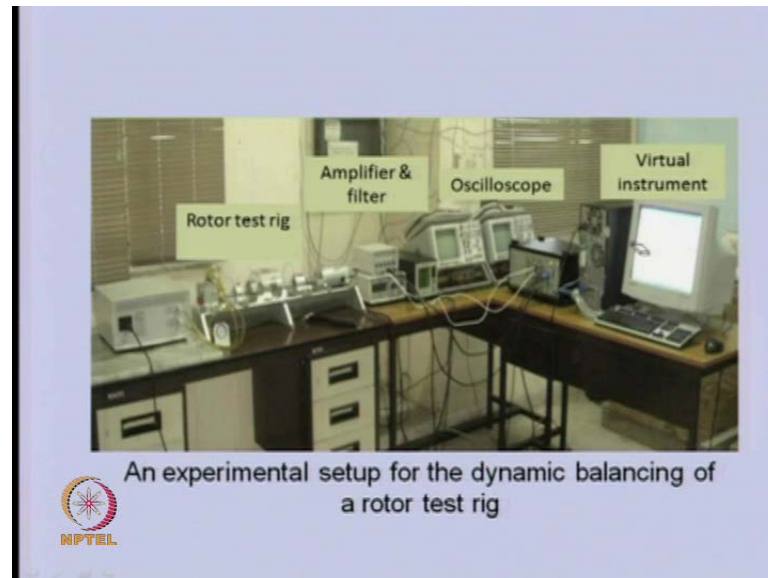 Rotor test rig
Amplifier &
filter
Oscilloscope
Virtual
instrument
An experimental setup for the dynamic balancing of
a rotor test rig
NPTEL